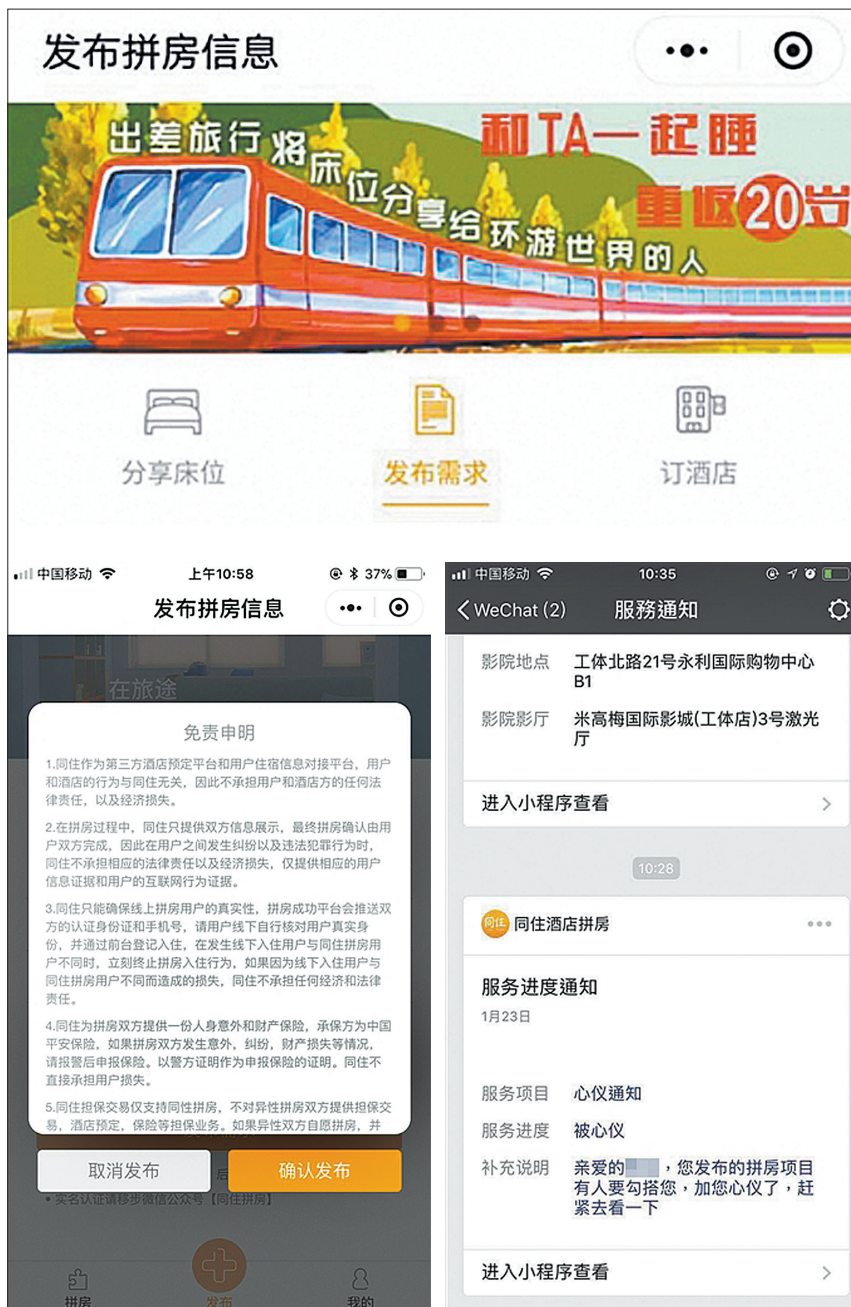 发布拼房信息
出差旅行将床位分享给环游世界的人
和TA一起睡
重返20岁
分享床位
发布需求
订酒店
中国移动
上午10:58
37%
发布拼房信息
在旅途
免责申明
1.同住作为第三方酒店预定平台和用户住宿信息对接平台，用户
和酒店的行为与同住无关，因此不承担用户和酒店方的任何法
律责任，以及经济损失。
2.在拼房过程中，同住只提供双方信息展示，最终拼房确认由用
户双方完成，因此在用户之间发生纠纷以及违法犯罪行为时，
同住不承担相应的法律责任以及经济损失，仅提供相应的用户
信息证据和用户的互联网行为证据。
3.同住只能确保线上拼房用户的真实性，拼房成功平台会推送双
方的认证身份证和手机号，请用户线下自行核对用户真实身
份，并通过前台登记入住，在发生线下入住用户与同住拼房用
户不同时，立刻终止拼房入住行为，如果因为线下入住用户与
同住拼房用户不同而造成的损失，同住不承担任何经济和法律
责任。
4.同住为拼房双方提供一份人身意外和财产保险，承保方为中国
平安保险，如果拼房双方发生意外，纠纷，财产损失等情况，
请报警后申报保险。以警方证明作为申报保险的证明。同住不
直接承担用户损失。
5.同住担保交易仅支持同性拼房，不对异性拼房双方提供担保交
易，酒店预定，保险等担保业务。如果异性双方自愿拼房，并
取消发布
后
确认发布
• 实名认证请移步微信公众号【同住拼房】
拼房
发布
我的
中国移动
10:35
WeChat (2)
服務通知
影院地点
工体北路21号永利国际购物中心
B1
影院影厅
米高梅国际影城(工体店)3号激光
厅
进入小程序查看
10:28
同住
同住酒店拼房
服务进度通知
1月23日
服务项目
心仪通知
服务进度
被心仪
补充说明
亲爱的，您发布的拼房项目
有人要勾搭您，加您心仪了，赶
紧去看一下
进入小程序查看